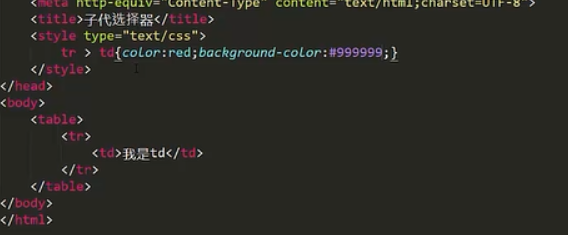 <meta http-equiv="Content-Type" content="text/html;charset=UTF-8">
<title>子代选择器</title>
<style type="text/css">
tr > td{color:red;background-color:#999999;}
</style>
</head>
<body>
<table>
<tr>
<td>我是td</td>
</tr>
</table>
</body>
</html>